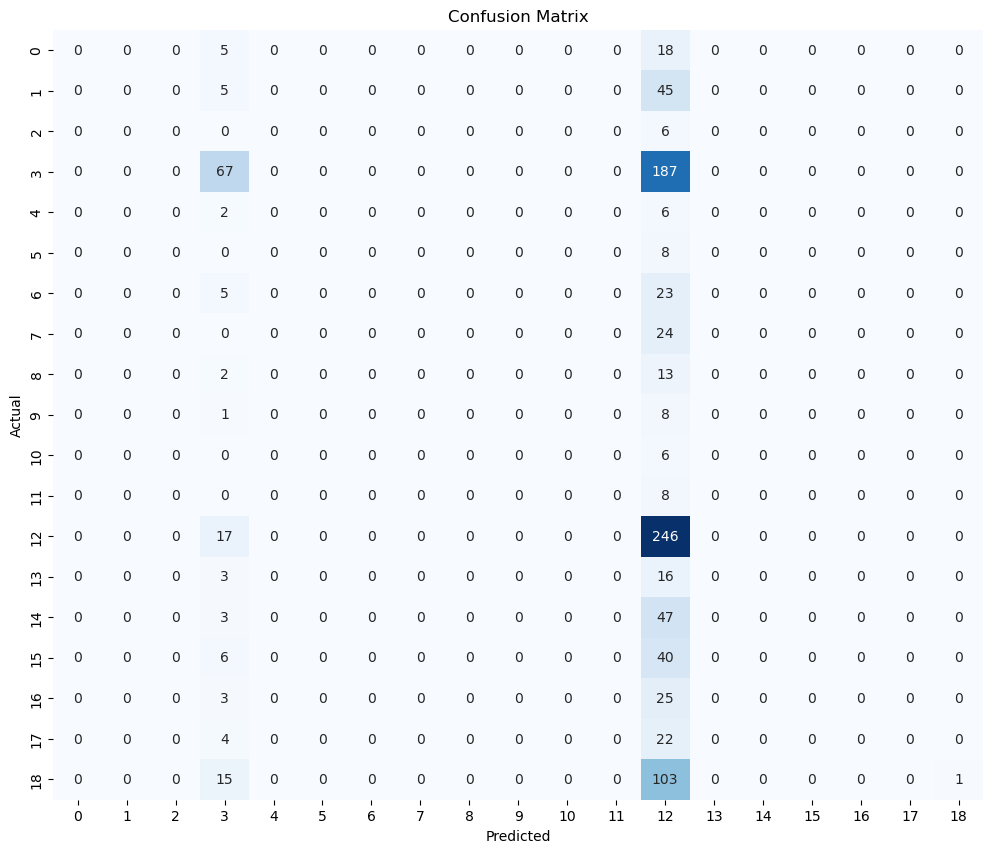 Confusion Matrix
0 0 0 0 5 0 0 0 0 0 0 0 0 18 0 0 0 0 0 0
1 0 0 0 5 0 0 0 0 0 0 0 0 45 0 0 0 0 0 0
2 0 0 0 0 0 0 0 0 0 0 0 0 6 0 0 0 0 0 0
3 0 0 0 67 0 0 0 0 0 0 0 0 187 0 0 0 0 0 0
4 0 0 0 2 0 0 0 0 0 0 0 0 6 0 0 0 0 0 0
5 0 0 0 0 0 0 0 0 0 0 0 0 8 0 0 0 0 0 0
6 0 0 0 5 0 0 0 0 0 0 0 0 23 0 0 0 0 0 0
7 0 0 0 0 0 0 0 0 0 0 0 0 24 0 0 0 0 0 0
8 0 0 0 2 0 0 0 0 0 0 0 0 13 0 0 0 0 0 0
Actual
9 0 0 0 1 0 0 0 0 0 0 0 0 8 0 0 0 0 0 0
10 0 0 0 0 0 0 0 0 0 0 0 0 6 0 0 0 0 0 0
11 0 0 0 0 0 0 0 0 0 0 0 0 8 0 0 0 0 0 0
12 0 0 0 17 0 0 0 0 0 0 0 0 246 0 0 0 0 0 0
13 0 0 0 3 0 0 0 0 0 0 0 0 16 0 0 0 0 0 0
14 0 0 0 3 0 0 0 0 0 0 0 0 47 0 0 0 0 0 0
15 0 0 0 6 0 0 0 0 0 0 0 0 40 0 0 0 0 0 0
16 0 0 0 3 0 0 0 0 0 0 0 0 25 0 0 0 0 0 0
17 0 0 0 4 0 0 0 0 0 0 0 0 22 0 0 0 0 0 0
18 0 0 0 15 0 0 0 0 0 0 0 0 103 0 0 0 0 0 1
0 1 2 3 4 5 6 7 8 9 10 11 12 13 14 15 16 17 18
Predicted